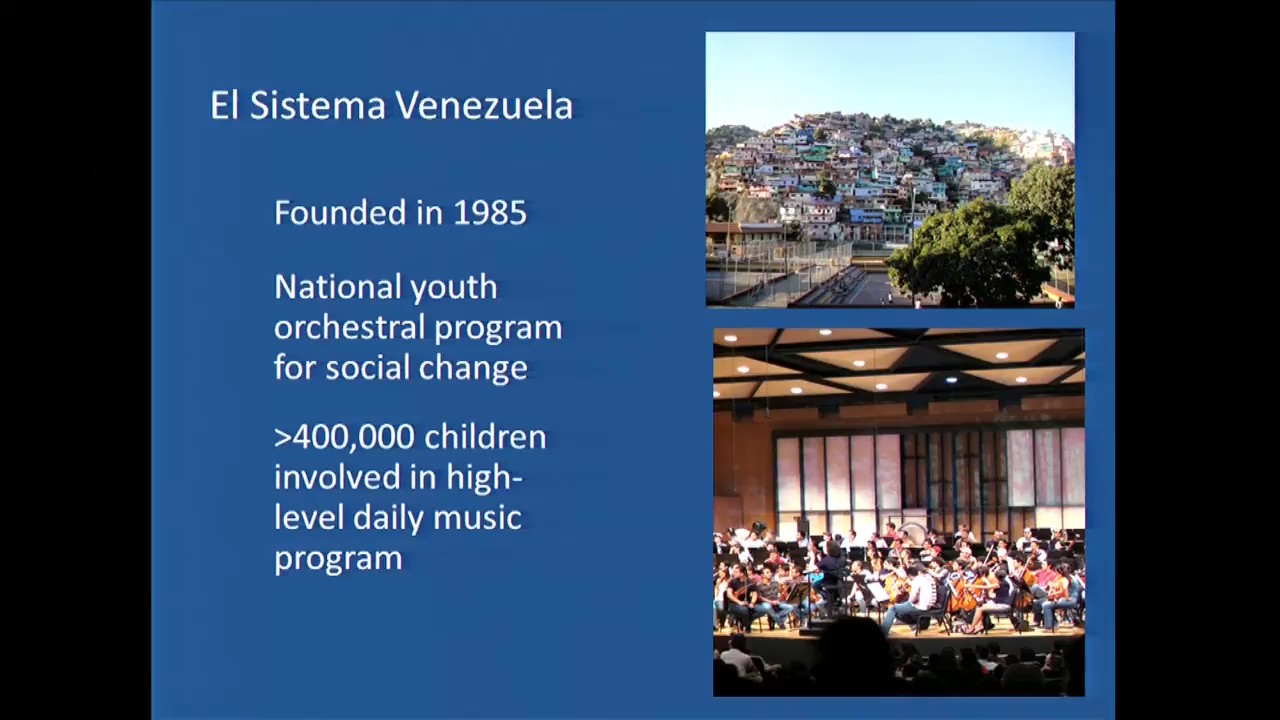 El Sistema Venezuela
Founded in 1985
National youth
orchestral program
for social change
>400,000 children
involved in high-
level daily music
program